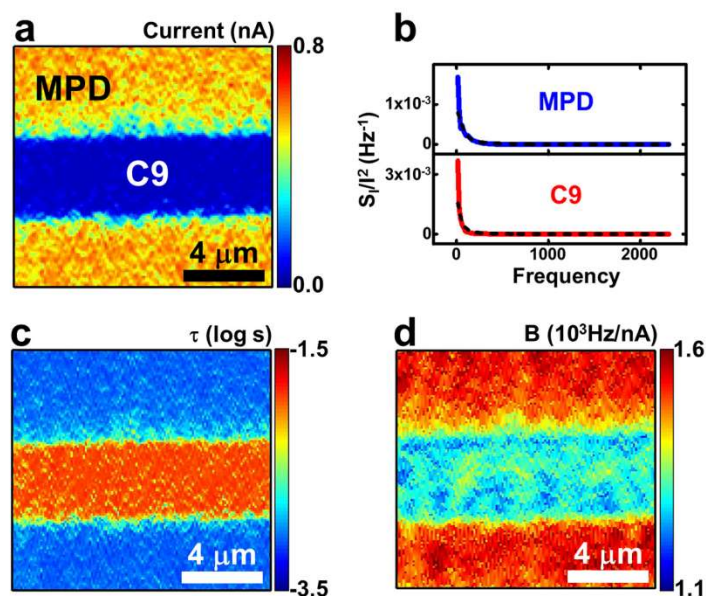 a
Current (nA)
MPD
C9
4 μm
0.8
0.0
b
MPD
C9
1x10⁻³
0
3x10⁻³
0
S_I/I² (Hz⁻¹)
0 1000 2000
Frequency
c
τ (log s)
-1.5
4 μm
-3.5
d
B (10³Hz/nA)
1.6
4 μm
1.1